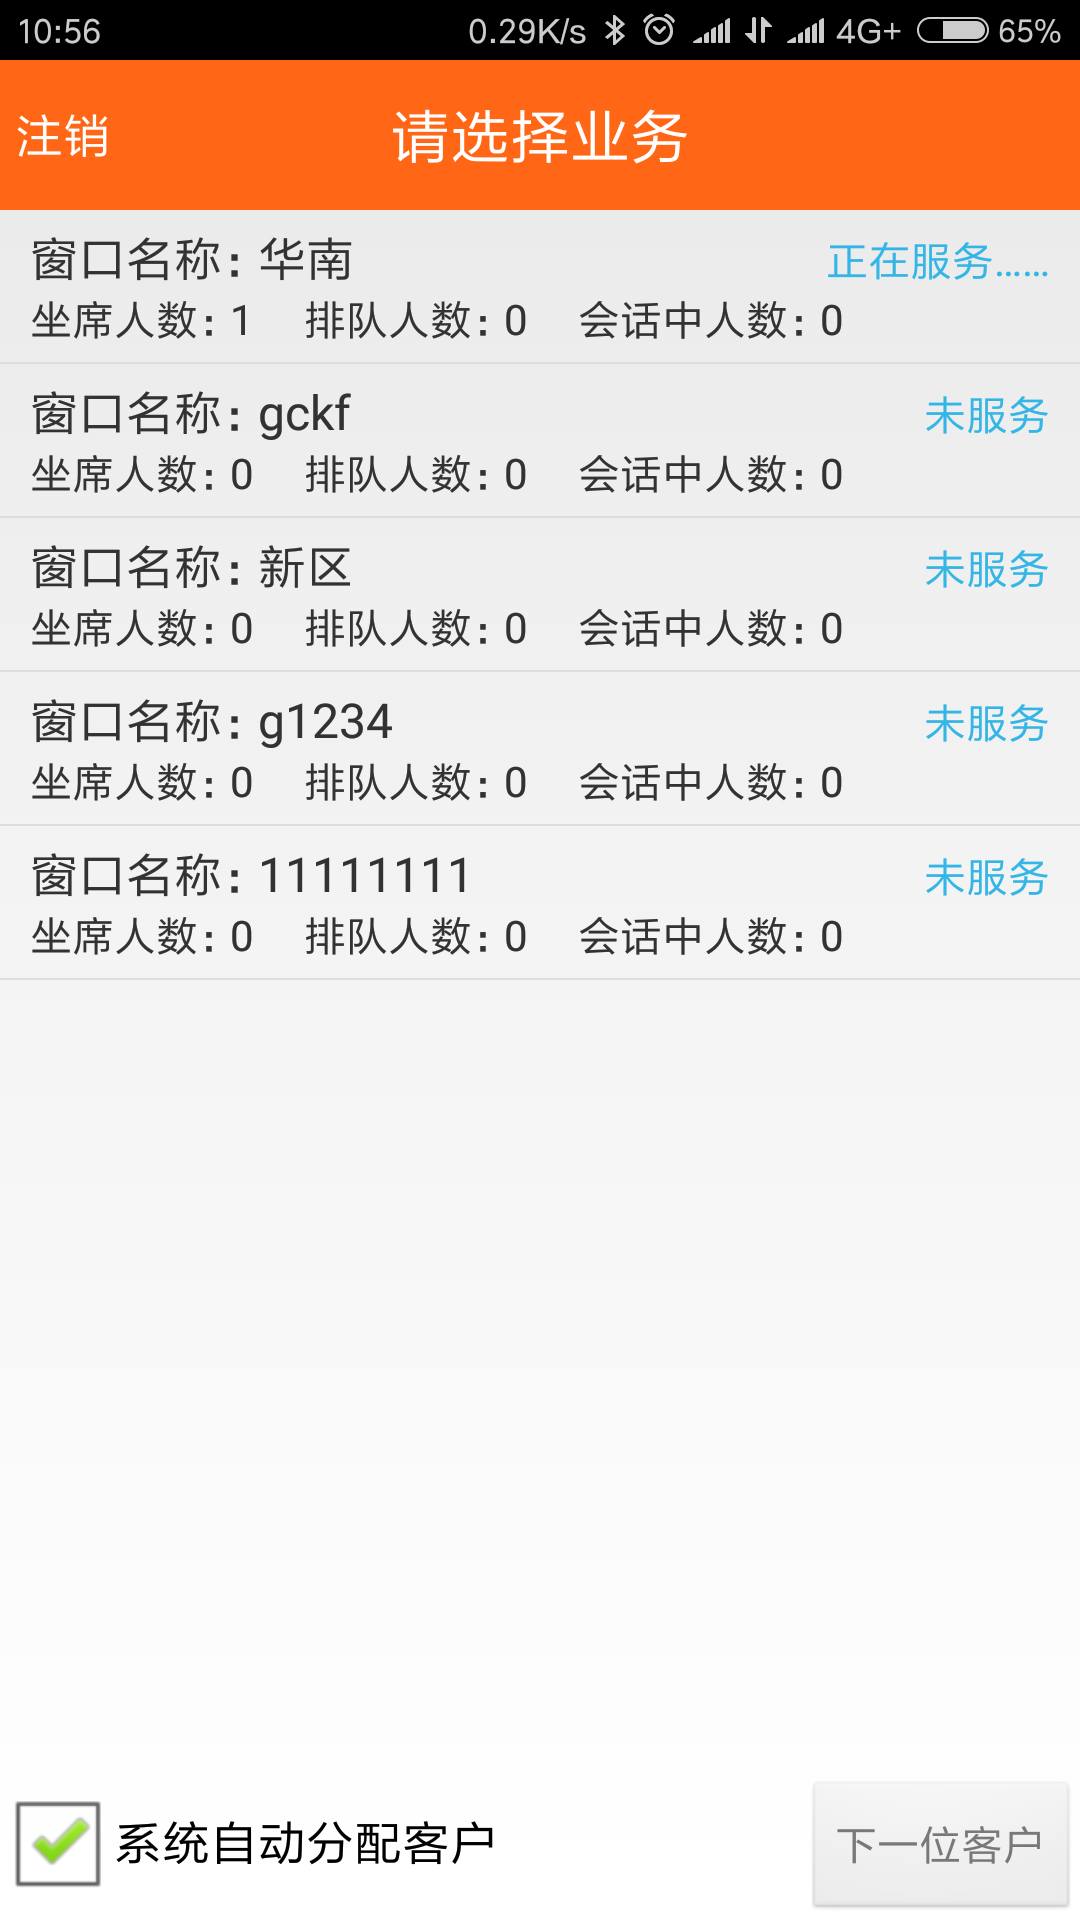 10:56 0.29K/s 4G+ 65%
注销 请选择业务
窗口名称: 华南 正在服务......
坐席人数: 1 排队人数: 0 会话中人数: 0
窗口名称: gckf 未服务
坐席人数: 0 排队人数: 0 会话中人数: 0
窗口名称: 新区 未服务
坐席人数: 0 排队人数: 0 会话中人数: 0
窗口名称: g1234 未服务
坐席人数: 0 排队人数: 0 会话中人数: 0
窗口名称: 11111111 未服务
坐席人数: 0 排队人数: 0 会话中人数: 0
系统自动分配客户 下一位客户